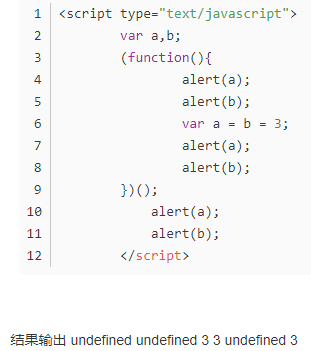 1 <script type="text/javascript">
2 var a,b;
3 (function(){
4 alert(a);
5 alert(b);
6 var a = b = 3;
7 alert(a);
8 alert(b);
9 })();
10 alert(a);
11 alert(b);
12 </script>
结果输出 undefined undefined 3 3 undefined 3